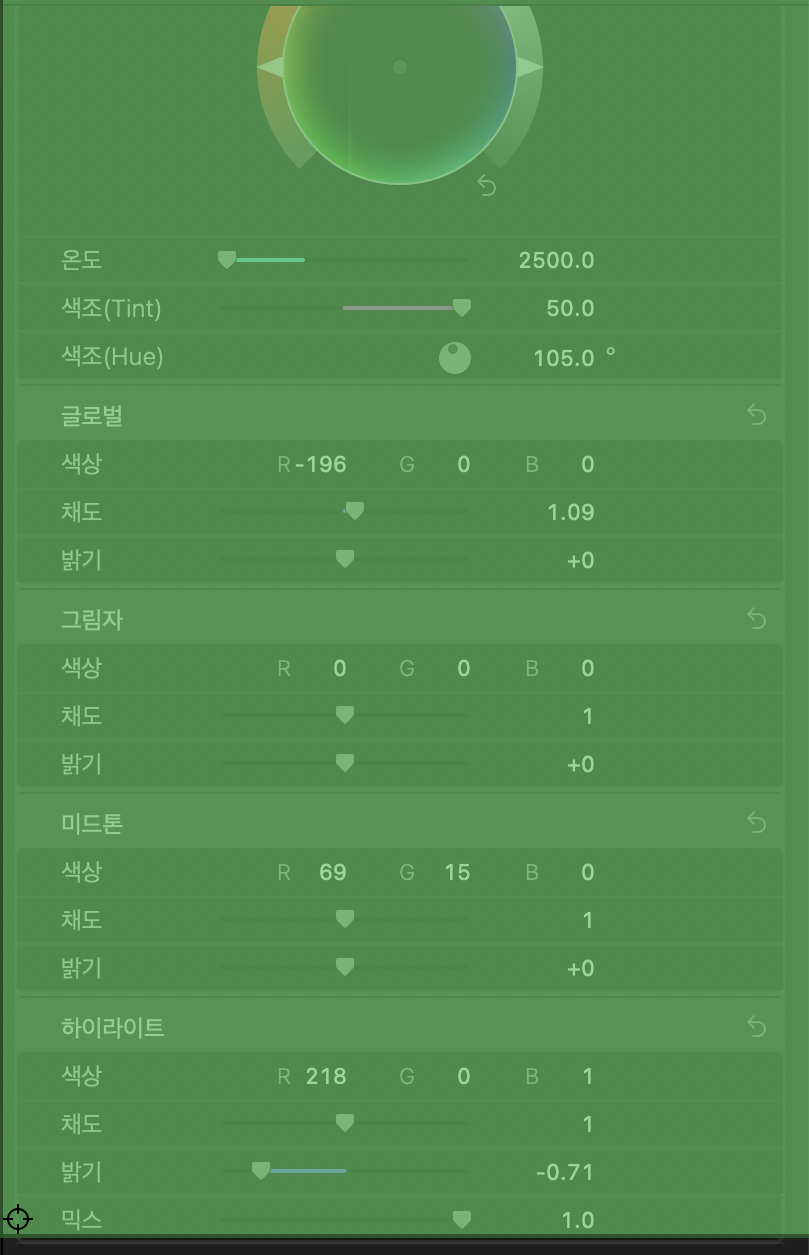 온도 2500.0
색조(Tint) 50.0
색조(Hue) 105.0 °
글로벌
색상 R -196 G 0 B 0
채도 1.09
밝기 +0
그림자
색상 R 0 G 0 B 0
채도 1
밝기 +0
미드톤
색상 R 69 G 15 B 0
채도 1
밝기 +0
하이라이트
색상 R 218 G 0 B 1
채도 1
밝기 -0.71
믹스 1.0